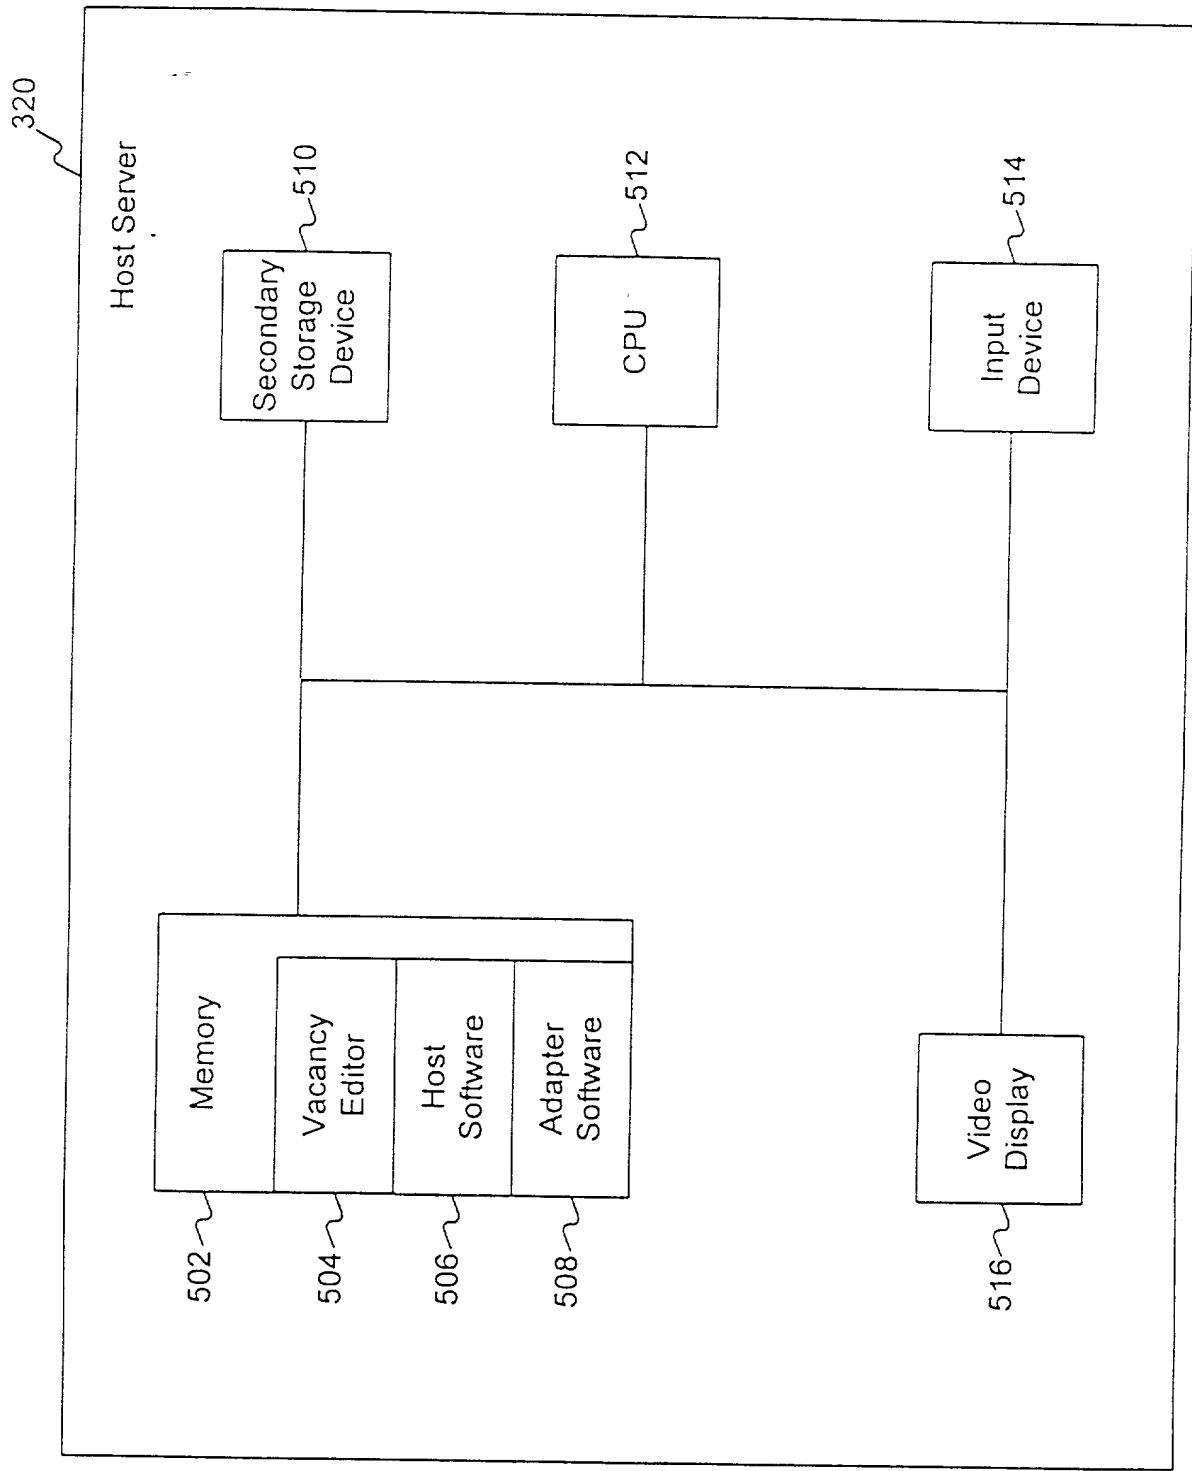 320
Host Server
502
Memory
504
Vacancy
Editor
506
Host
Software
508
Adapter
Software
Secondary
Storage
Device
510
CPU
512
516
Video
Display
Input
Device
514